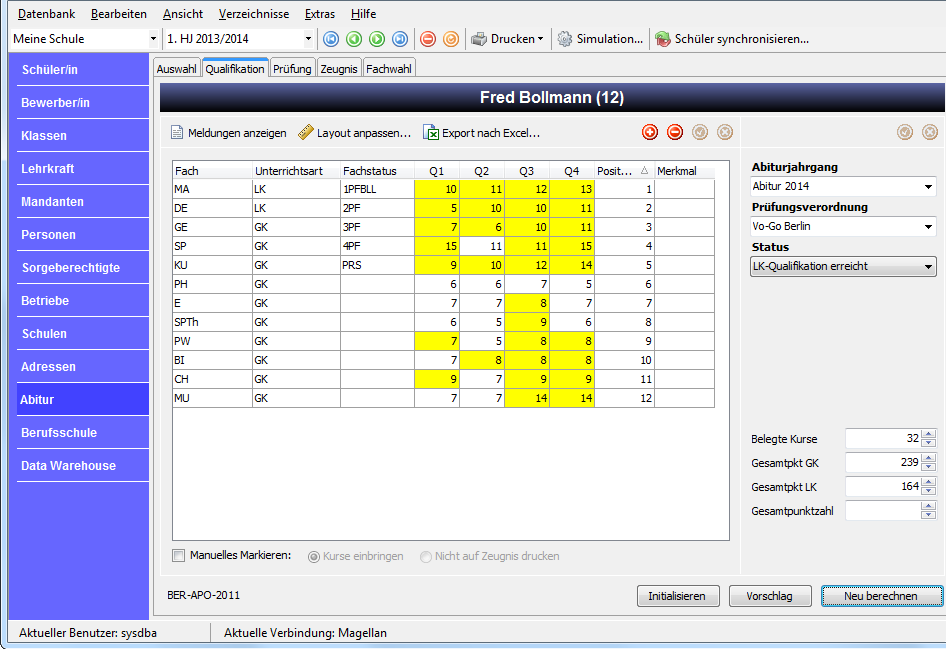 Datenbank Bearbeiten Ansicht Verzeichnisse Extras Hilfe
Meine Schule 1. HJ 2013/2014 Drucken Simulation... Schüler synchronisieren...
Schüler/in
Bewerber/in
Klassen
Lehrkraft
Mandanten
Personen
Sorgeberechtigte
Betriebe
Schulen
Adressen
Abitur
Berufsschule
Data Warehouse
Auswahl Qualifikation Prüfung Zeugnis Fachwahl
Fred Bollmann (12)
Meldungen anzeigen Layout anpassen... Export nach Excel...
Fach Unterrichtsart Fachstatus Q1 Q2 Q3 Q4 Posit... Merkmal
MA LK 1PFBLL 10 11 12 13 1
DE LK 2PF 5 10 10 11 2
GE GK 3PF 7 6 10 11 3
SP GK 4PF 15 11 11 15 4
KU GK PRS 9 10 12 14 5
PH GK 6 6 7 5 6
E GK 7 7 8 7 7
SPTh GK 6 5 9 6 8
PW GK 7 5 8 8 9
BI GK 7 8 8 8 10
CH GK 9 7 9 9 11
MU GK 7 7 14 14 12
Manuelles Markieren: Kurse einbringen Nicht auf Zeugnis drucken
Abiturjahrgang
Abitur 2014
Prüfungsverordnung
Vo-Go Berlin
Status
LK-Qualifikation erreicht
Belegte Kurse 32
Gesamtpkt GK 239
Gesamtpkt LK 164
Gesamtpunktzahl
BER-APO-2011 Initialisieren Vorschlag Neu berechnen
Aktueller Benutzer: sysdba Aktuelle Verbindung: Magellan